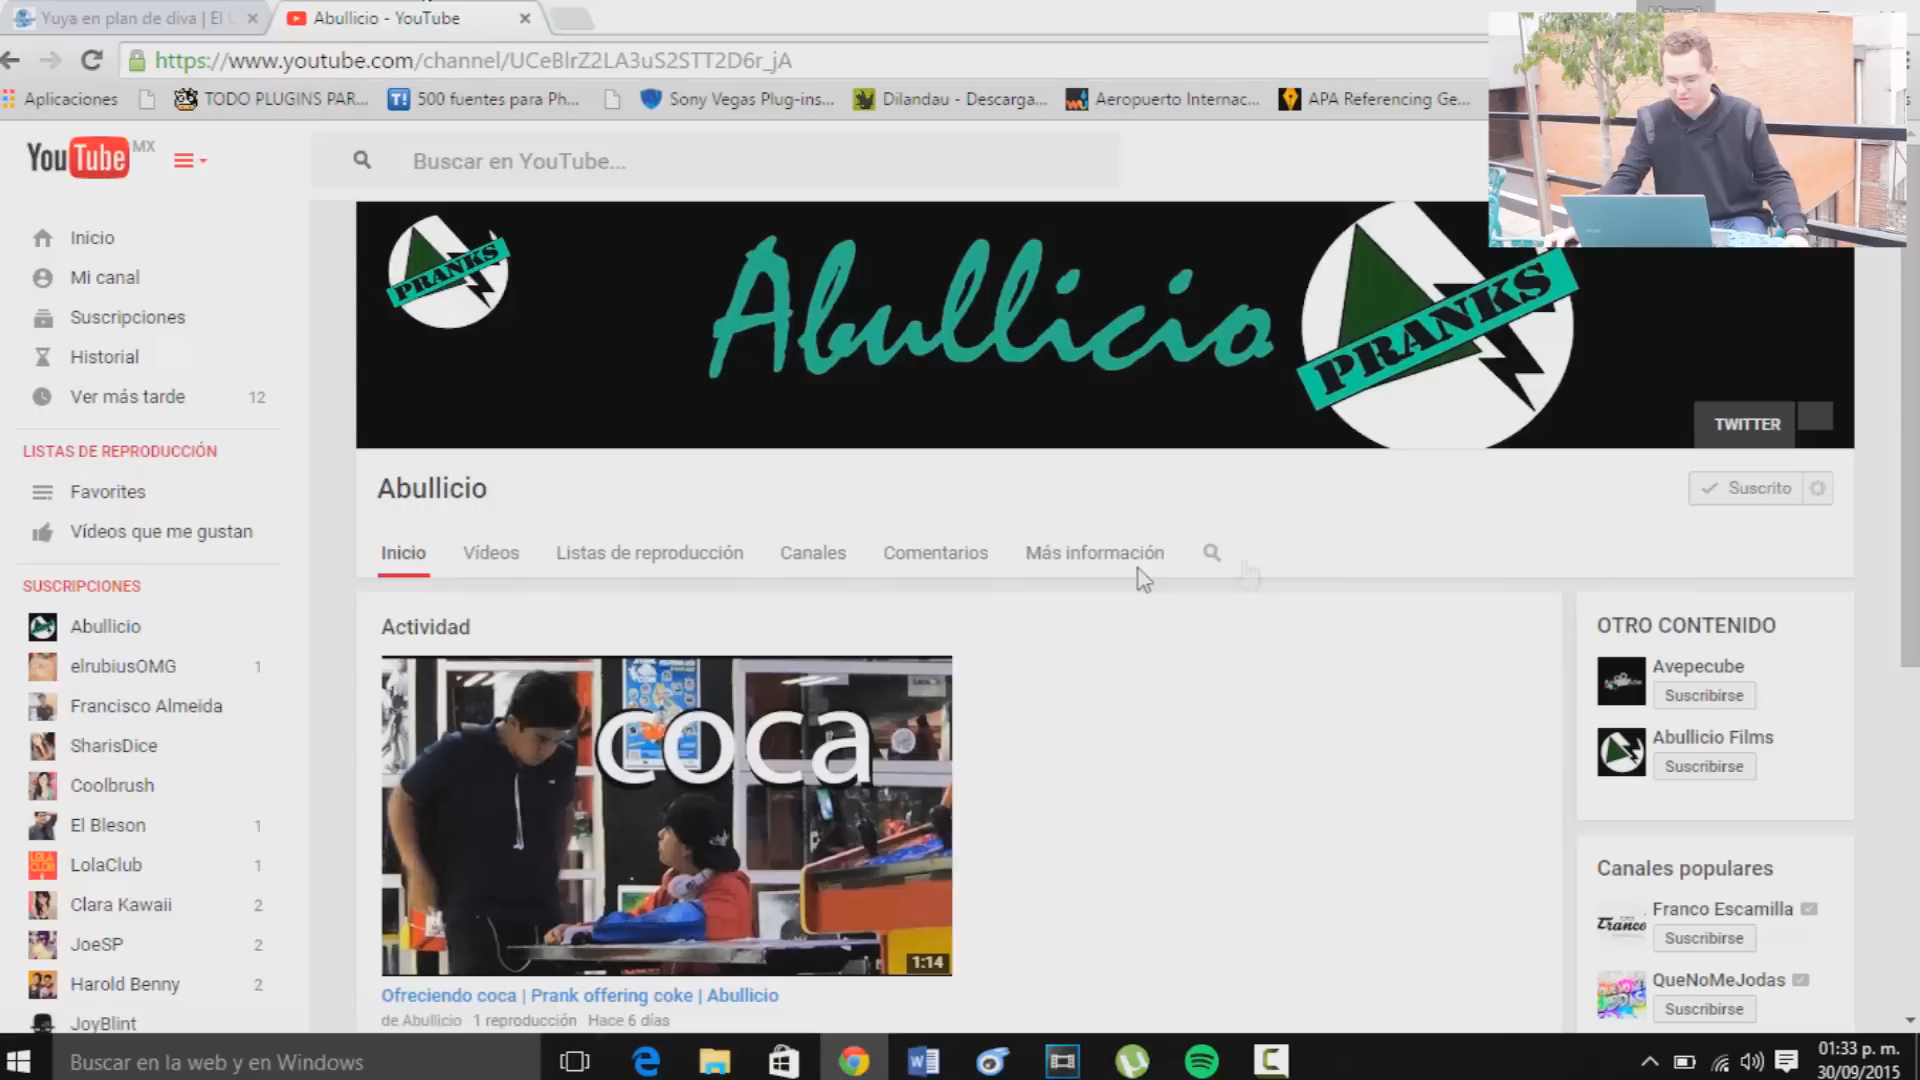 Yuya en plan de diva | El
Abullicio - YouTube
https://www.youtube.com/channel/UCeBlrZ2LA3uS2STT2D6r_jA
Aplicaciones
TODO PLUGINS PAR...
500 fuentes para Ph...
Sony Vegas Plug-ins...
Dilandau - Descarga...
Aeropuerto Internac...
APA Referencing Ge...
YouTube MX
Buscar en YouTube...
Inicio
Mi canal
Suscripciones
Historial
Ver más tarde 12
LISTAS DE REPRODUCCIÓN
Favorites
Vídeos que me gustan
SUSCRIPCIONES
Abullicio
elrubiusOMG 1
Francisco Almeida
SharisDice
Coolbrush
El Bleson 1
LolaClub 1
Clara Kawaii 2
JoeSP 2
Harold Benny 2
JoyBlint
PRANKS
Abullicio
PRANKS
TWITTER
Abullicio
Suscrito
Inicio
Vídeos
Listas de reproducción
Canales
Comentarios
Más información
Actividad
coca
1:14
Ofreciendo coca | Prank offering coke | Abullicio
de Abullicio 1 reproducción Hace 6 días
OTRO CONTENIDO
Avepecube
Suscribirse
Abullicio Films
Suscribirse
Canales populares
Franco Escamilla
Suscribirse
QueNoMeJodas
Suscribirse
Buscar en la web y en Windows
01:33 p. m.
30/09/2015